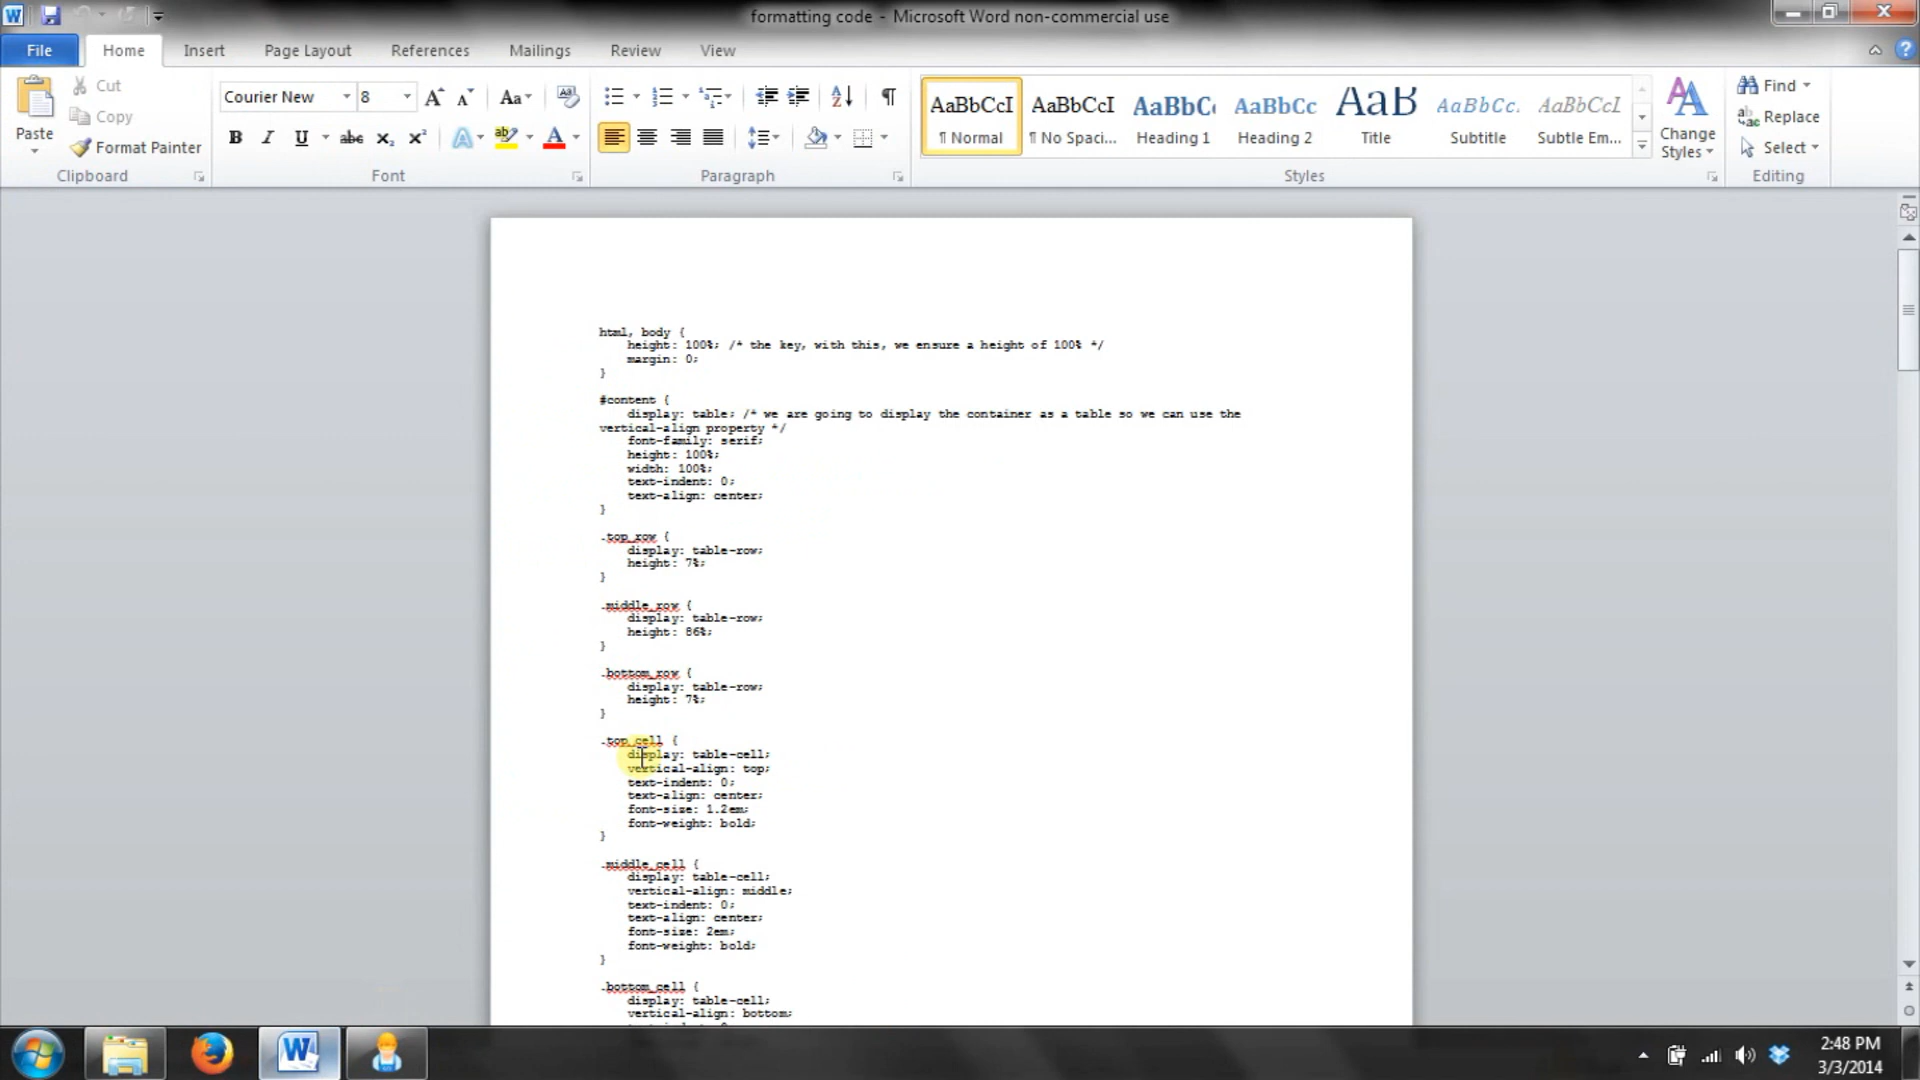 formatting code - Microsoft Word non-commercial use
File Home Insert Page Layout References Mailings Review View
Paste
Cut
Copy
Format Painter
Clipboard
Courier New 8
Aa
B I U abc x₂ x² A ab A
Font
Paragraph
AaBbCcI AaBbCcI AaBbC AaBbCc AaB AaBbCc. AaBbCcI
¶ Normal ¶ No Spaci... Heading 1 Heading 2 Title Subtitle Subtle Em...
Styles
Change
Styles
Find
Replace
Select
Editing
html, body {
height: 100%; /* the key, with this, we ensure a height of 100% */
margin: 0;
}
#content {
display: table; /* we are going to display the container as a table so we can use the
vertical-align property */
font-family: serif;
height: 100%;
width: 100%;
text-indent: 0;
text-align: center;
}
.top_row {
display: table-row;
height: 7%;
}
.middle_row {
display: table-row;
height: 86%;
}
.bottom_row {
display: table-row;
height: 7%;
}
.top_cell {
display: table-cell;
vertical-align: top;
text-indent: 0;
text-align: center;
font-size: 1.2em;
font-weight: bold;
}
.middle_cell {
display: table-cell;
vertical-align: middle;
text-indent: 0;
text-align: center;
font-size: 2em;
font-weight: bold;
}
.bottom_cell {
display: table-cell;
vertical-align: bottom;
2:48 PM
3/3/2014